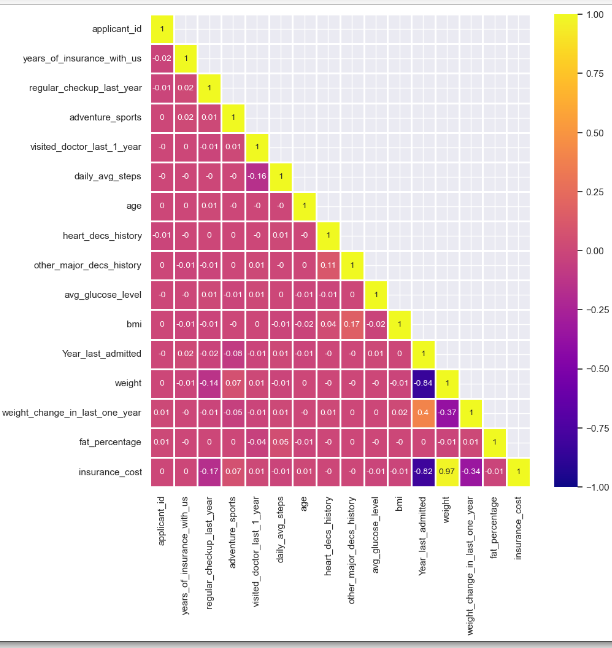 applicant_id 1
years_of_insurance_with_us -0.02 1
regular_checkup_last_year -0.01 0.02 1
adventure_sports 0 0.02 0.01 1
visited_doctor_last_1_year -0 0 -0.01 0.01 1
daily_avg_steps -0 -0 0 -0 -0.16 1
age 0 0 0.01 -0 -0 -0 1
heart_decs_history -0.01 -0 0 0 -0 0.01 -0 1
other_major_decs_history 0 -0.01 -0.01 0 0.01 -0 0 0.11 1
avg_glucose_level -0 0 0.01 -0.01 0.01 0 -0.01 -0.01 0 1
bmi 0 -0.01 -0.01 -0 0 -0.01 -0.02 0.04 0.17 -0.02 1
Year_last_admitted -0 0.02 -0.02 -0.08 -0.01 0.01 -0 -0 -0 0.01 0 1
weight 0 -0.01 -0.14 0.07 0.01 -0.01 0 -0 -0 -0 -0.01 -0.84 1
weight_change_in_last_one_year 0.01 -0 -0.01 -0.05 -0.01 0.01 -0 0.01 0 0 0.02 0.4 -0.37 1
fat_percentage 0.01 -0 0 -0 -0.04 0.05 -0.01 -0 0 -0 0 -0 -0.01 0.01 1
insurance_cost 0 0 -0.17 0.07 0.01 -0.01 0.01 -0 -0 -0.01 -0.01 -0.82 0.97 -0.34 -0.01 1
applicant_id
years_of_insurance_with_us
regular_checkup_last_year
adventure_sports
visited_doctor_last_1_year
daily_avg_steps
age
heart_decs_history
other_major_decs_history
avg_glucose_level
bmi
Year_last_admitted
weight
weight_change_in_last_one_year
fat_percentage
insurance_cost
1.00
0.75
0.50
0.25
0.00
−0.25
−0.50
−0.75
−1.00